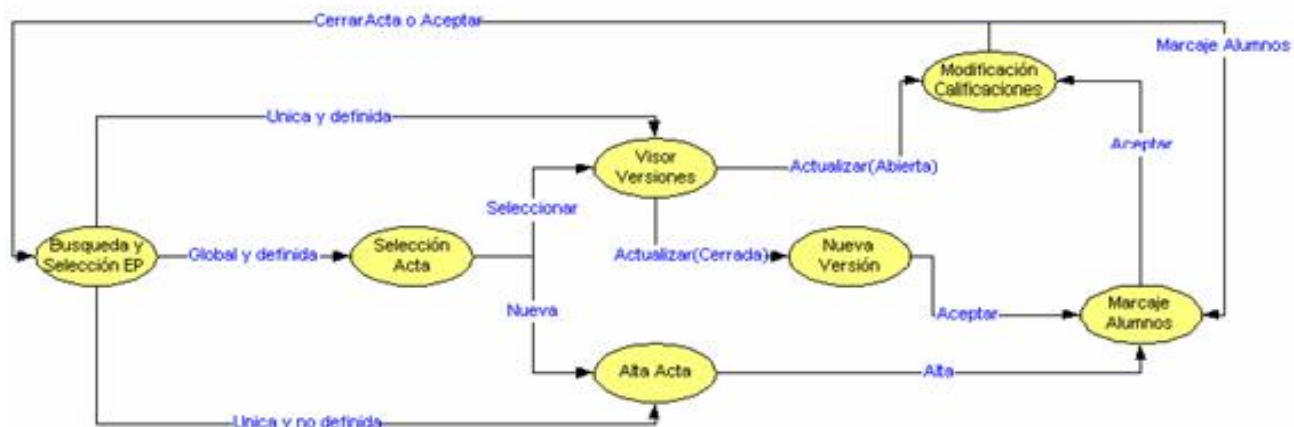 CerrarActa o Aceptar
Marcaje Alumnos
Modificación
Calificaciones
Unica y definida
Aceptar
Visor
Versiones
Actualizar(Abierta)
Seleccionar
Busqueda y
Selección EP
Global y definida
Selección
Acta
Actualizar(Cerrada)
Nueva
Versión
Nueva
Aceptar
Marcaje
Alumnos
Alta Acta
Alta
Unica y no definida